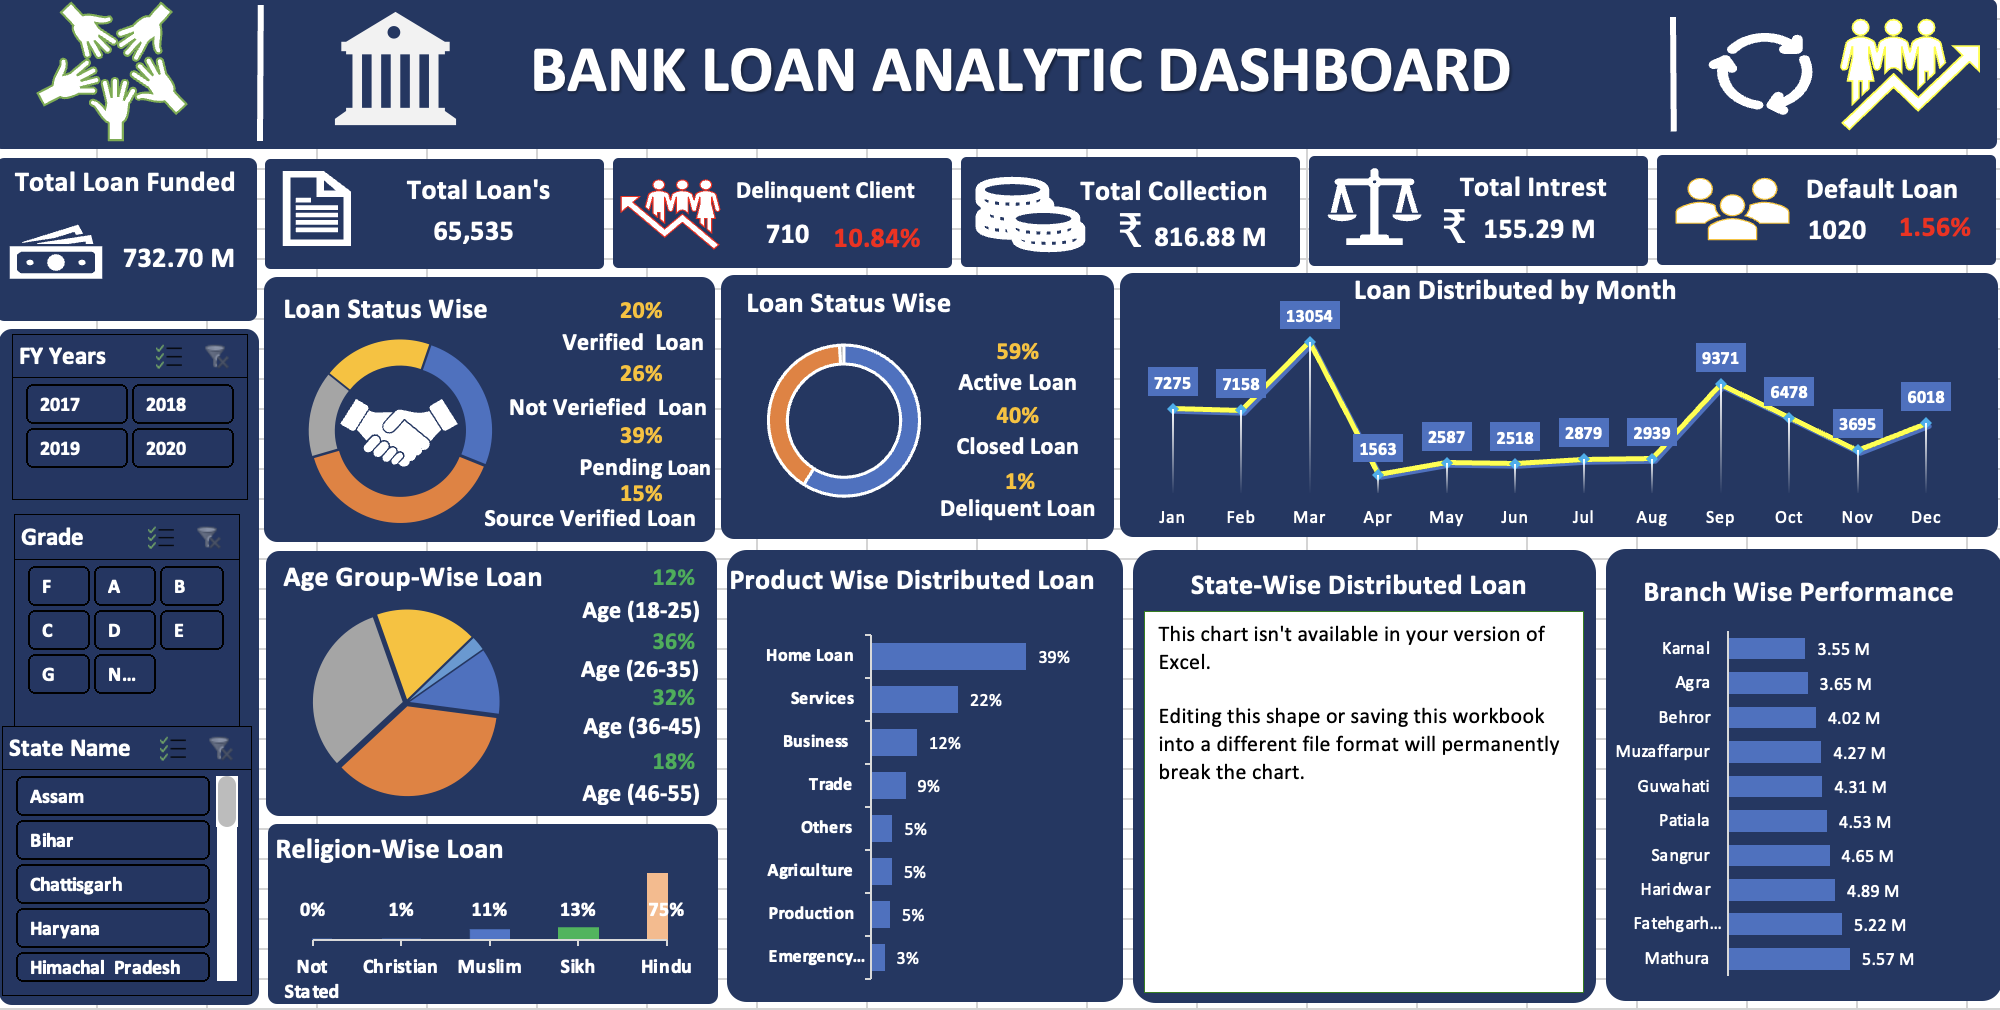 BANK LOAN ANALYTIC DASHBOARD
Total Loan Funded
732.70 M
Total Loan's
65,535
Delinquent Client
710 10.84%
Total Collection
₹ 816.88 M
Total Intrest
₹ 155.29 M
Default Loan
1020 1.56%
FY Years
2017 2018
2019 2020
Grade
F A B
C D E
G N...
State Name
Assam
Bihar
Chattisgarh
Haryana
Himachal Pradesh
Loan Status Wise
20%
Verified Loan
26%
Not Veriefied Loan
39%
Pending Loan
15%
Source Verified Loan
Loan Status Wise
59%
Active Loan
40%
Closed Loan
1%
Deliquent Loan
Loan Distributed by Month
7275 7158 13054 1563 2587 2518 2879 2939 9371 6478 3695 6018
Jan Feb Mar Apr May Jun Jul Aug Sep Oct Nov Dec
Age Group-Wise Loan
12%
Age (18-25)
36%
Age (26-35)
32%
Age (36-45)
18%
Age (46-55)
Religion-Wise Loan
0% 1% 11% 13% 75%
Not Christian Muslim Sikh Hindu
Stated
Product Wise Distributed Loan
Home Loan 39%
Services 22%
Business 12%
Trade 9%
Others 5%
Agriculture 5%
Production 5%
Emergency... 3%
State-Wise Distributed Loan
This chart isn't available in your version of
Excel.
Editing this shape or saving this workbook
into a different file format will permanently
break the chart.
Branch Wise Performance
Karnal 3.55 M
Agra 3.65 M
Behror 4.02 M
Muzaffarpur 4.27 M
Guwahati 4.31 M
Patiala 4.53 M
Sangrur 4.65 M
Haridwar 4.89 M
Fatehgarh... 5.22 M
Mathura 5.57 M